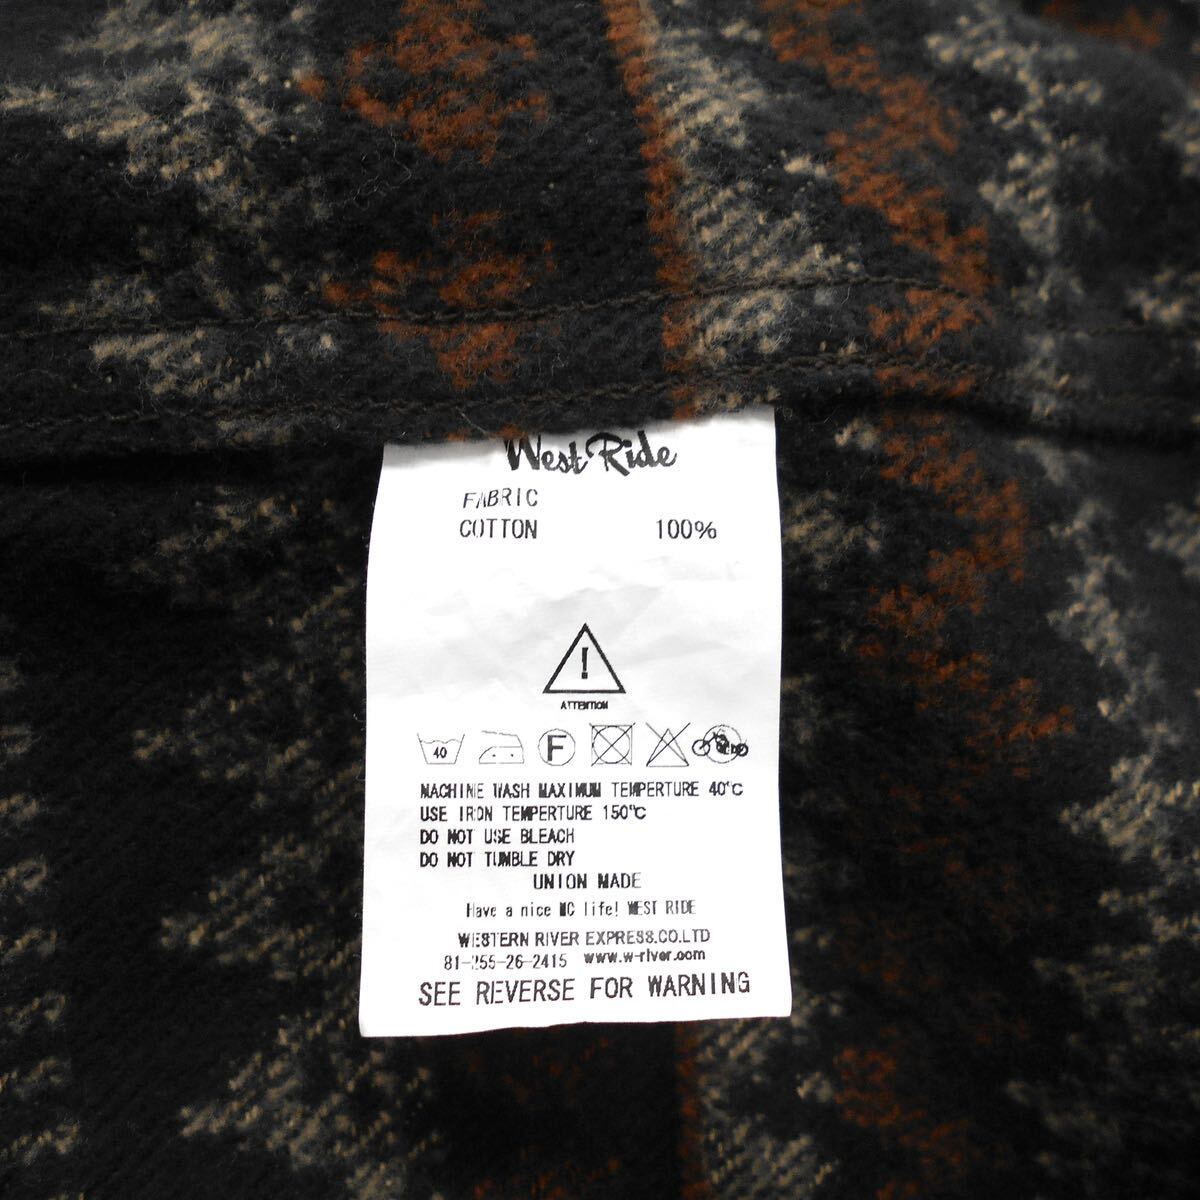 West Ride
FABRIC
COTTON 100%
!
ATTENTION
40 F
MACHINE WASH MAXIMUM TEMPERTURE 40°C
USE IRON TEMPERTURE 150°C
DO NOT USE BLEACH
DO NOT TUMBLE DRY
UNION MADE
Have a nice MC life! WEST RIDE
WESTERN RIVER EXPRESS.CO.LTD
81-255-26-2415 www.w-river.com
SEE REVERSE FOR WARNING